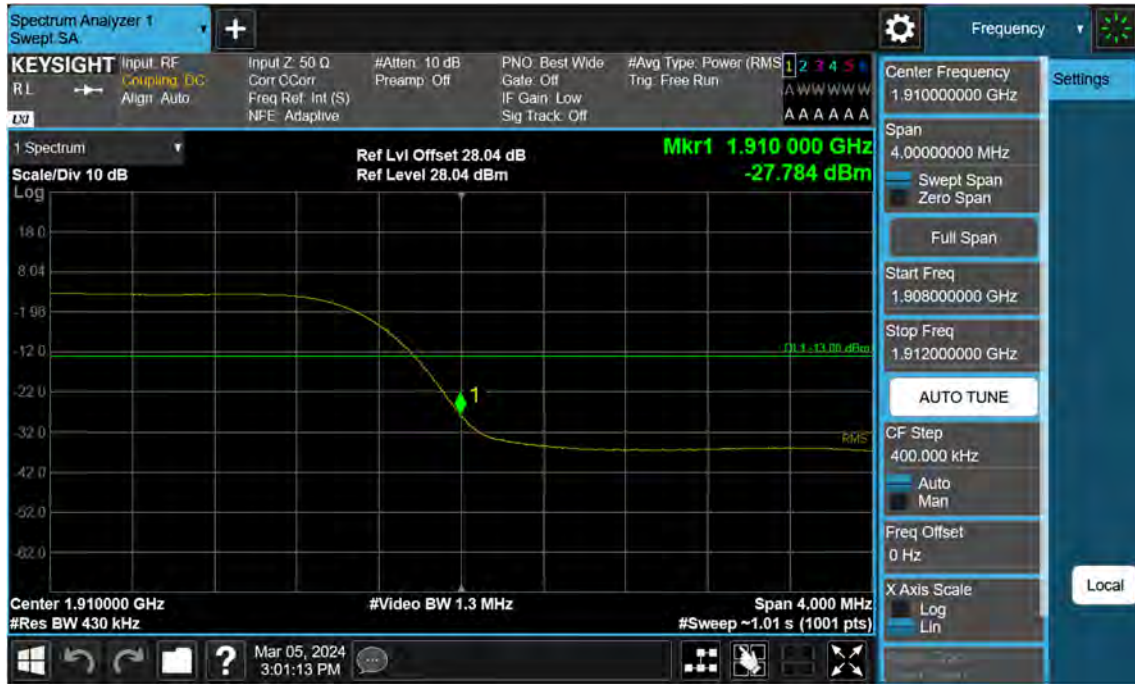 Spectrum Analyzer 1
Swept SA
+
Frequency
KEYSIGHT
RL
LXI
Input: RF
Coupling: DC
Align: Auto
Input Z: 50 Ω
Corr CCorr
Freq Ref: Int (S)
NFE: Adaptive
#Atten: 10 dB
Preamp: Off
PNO: Best Wide
Gate: Off
IF Gain: Low
Sig Track: Off
#Avg Type: Power (RMS
Trig: Free Run
1 2 3 4 5 6
A W W W W W
A A A A A A
1 Spectrum
Scale/Div 10 dB
Ref Lvl Offset 28.04 dB
Ref Level 28.04 dBm
Mkr1 1.910 000 GHz
-27.784 dBm
Log
18.0
8.04
-1.96
-12.0
-22.0
-32.0
-42.0
-52.0
-62.0
DL1 -13.00 dBm
1
RMS
Center 1.910000 GHz
#Video BW 1.3 MHz
Span 4.000 MHz
#Res BW 430 kHz
#Sweep ~1.01 s (1001 pts)
Center Frequency
1.910000000 GHz
Settings
Span
4.00000000 MHz
Swept Span
Zero Span
Full Span
Start Freq
1.908000000 GHz
Stop Freq
1.912000000 GHz
AUTO TUNE
CF Step
400.000 kHz
Auto
Man
Freq Offset
0 Hz
X Axis Scale
Log
Lin
Local
?
Mar 05, 2024
3:01:13 PM